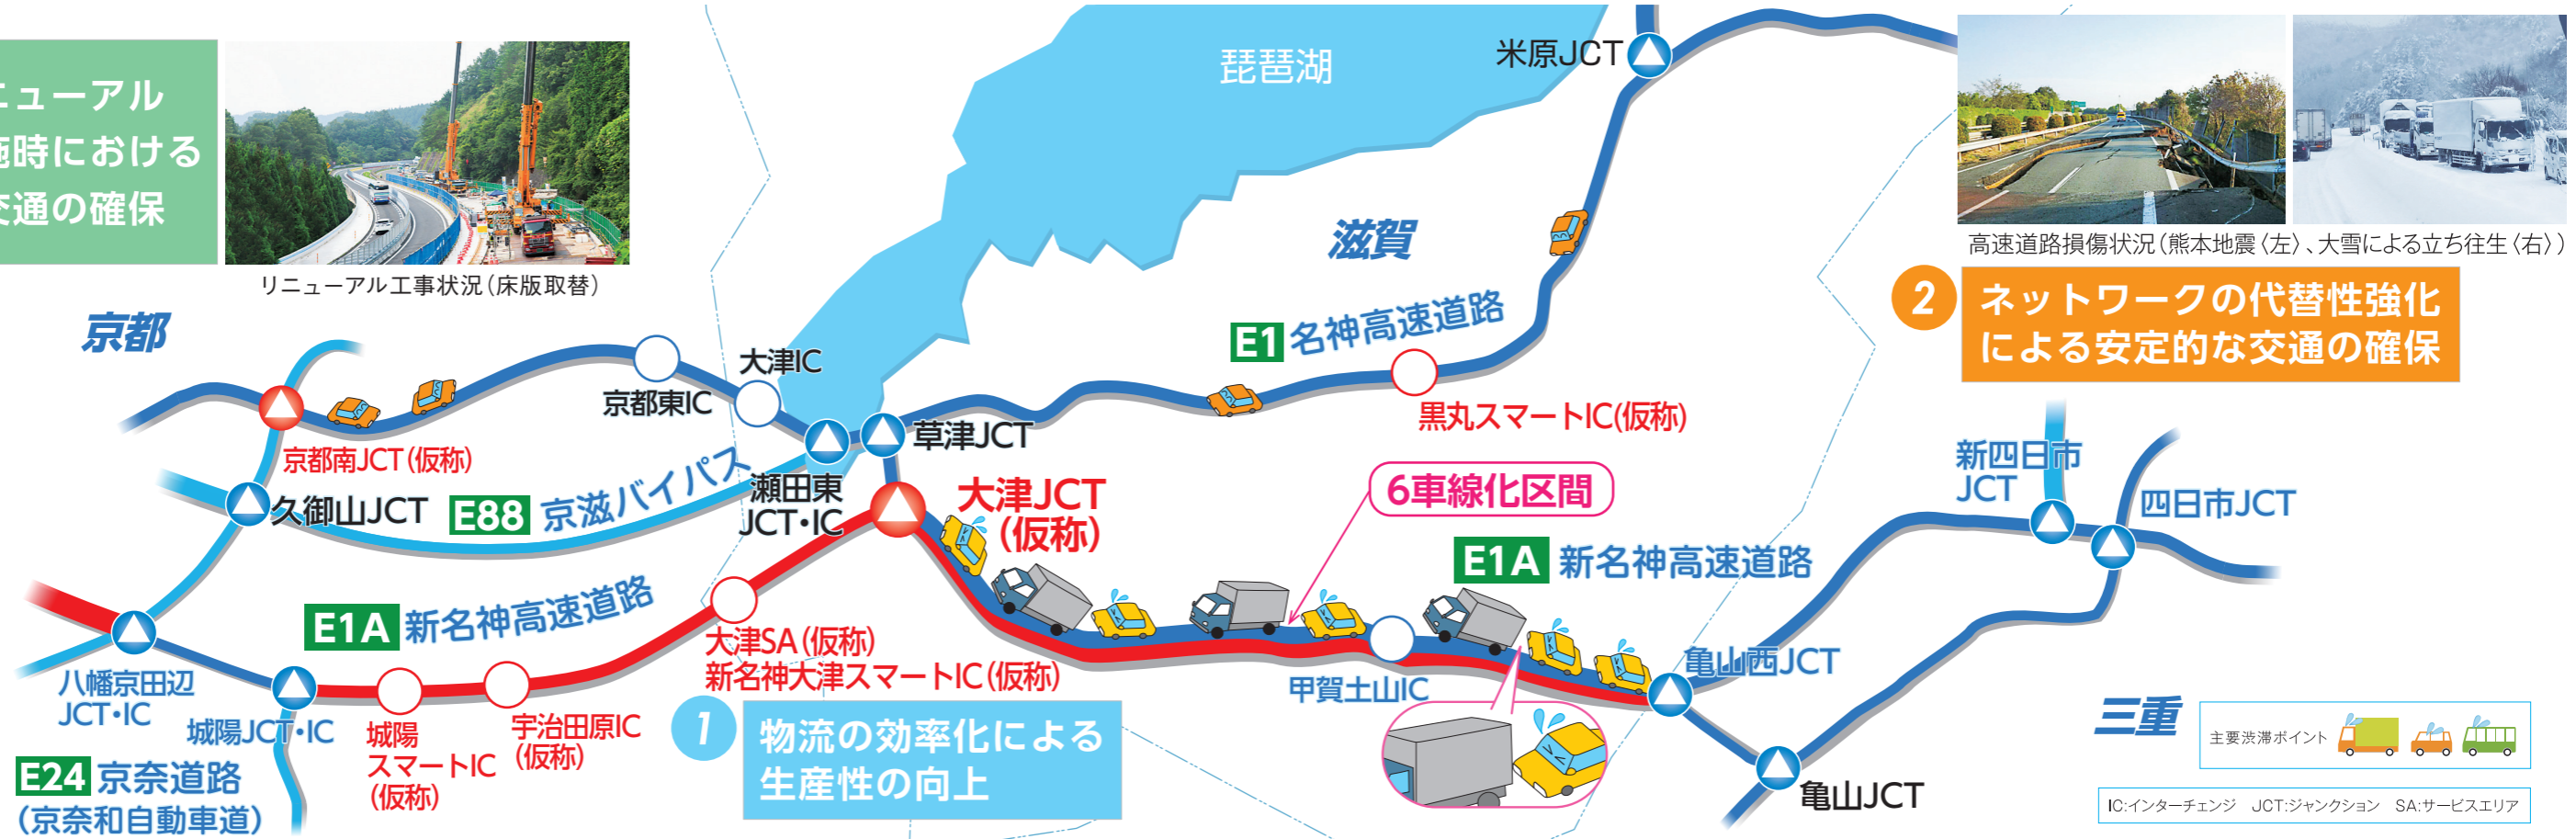 ニューアル
施時における
交通の確保
リニューアル工事状況（床版取替）
京都
琵琶湖
米原JCT
滋賀
高速道路損傷状況（熊本地震〈左〉、大雪による立ち往生〈右〉）
2
ネットワークの代替性強化
による安定的な交通の確保
E1 名神高速道路
大津IC
京都東IC
黒丸スマートIC(仮称)
草津JCT
京都南JCT（仮称）
久御山JCT
E88 京滋バイパス
瀬田東
JCT・IC
大津JCT
（仮称）
6車線化区間
E1A 新名神高速道路
新四日市
JCT
四日市JCT
E1A 新名神高速道路
大津SA（仮称）
新名神大津スマートIC（仮称）
甲賀土山IC
亀山西JCT
八幡京田辺
JCT・IC
城陽JCT・IC
城陽
スマートIC
（仮称）
宇治田原IC
（仮称）
1
物流の効率化による
生産性の向上
E24 京奈道路
（京奈和自動車道）
亀山JCT
三重
主要渋滞ポイント
IC:インターチェンジ JCT:ジャンクション SA:サービスエリア